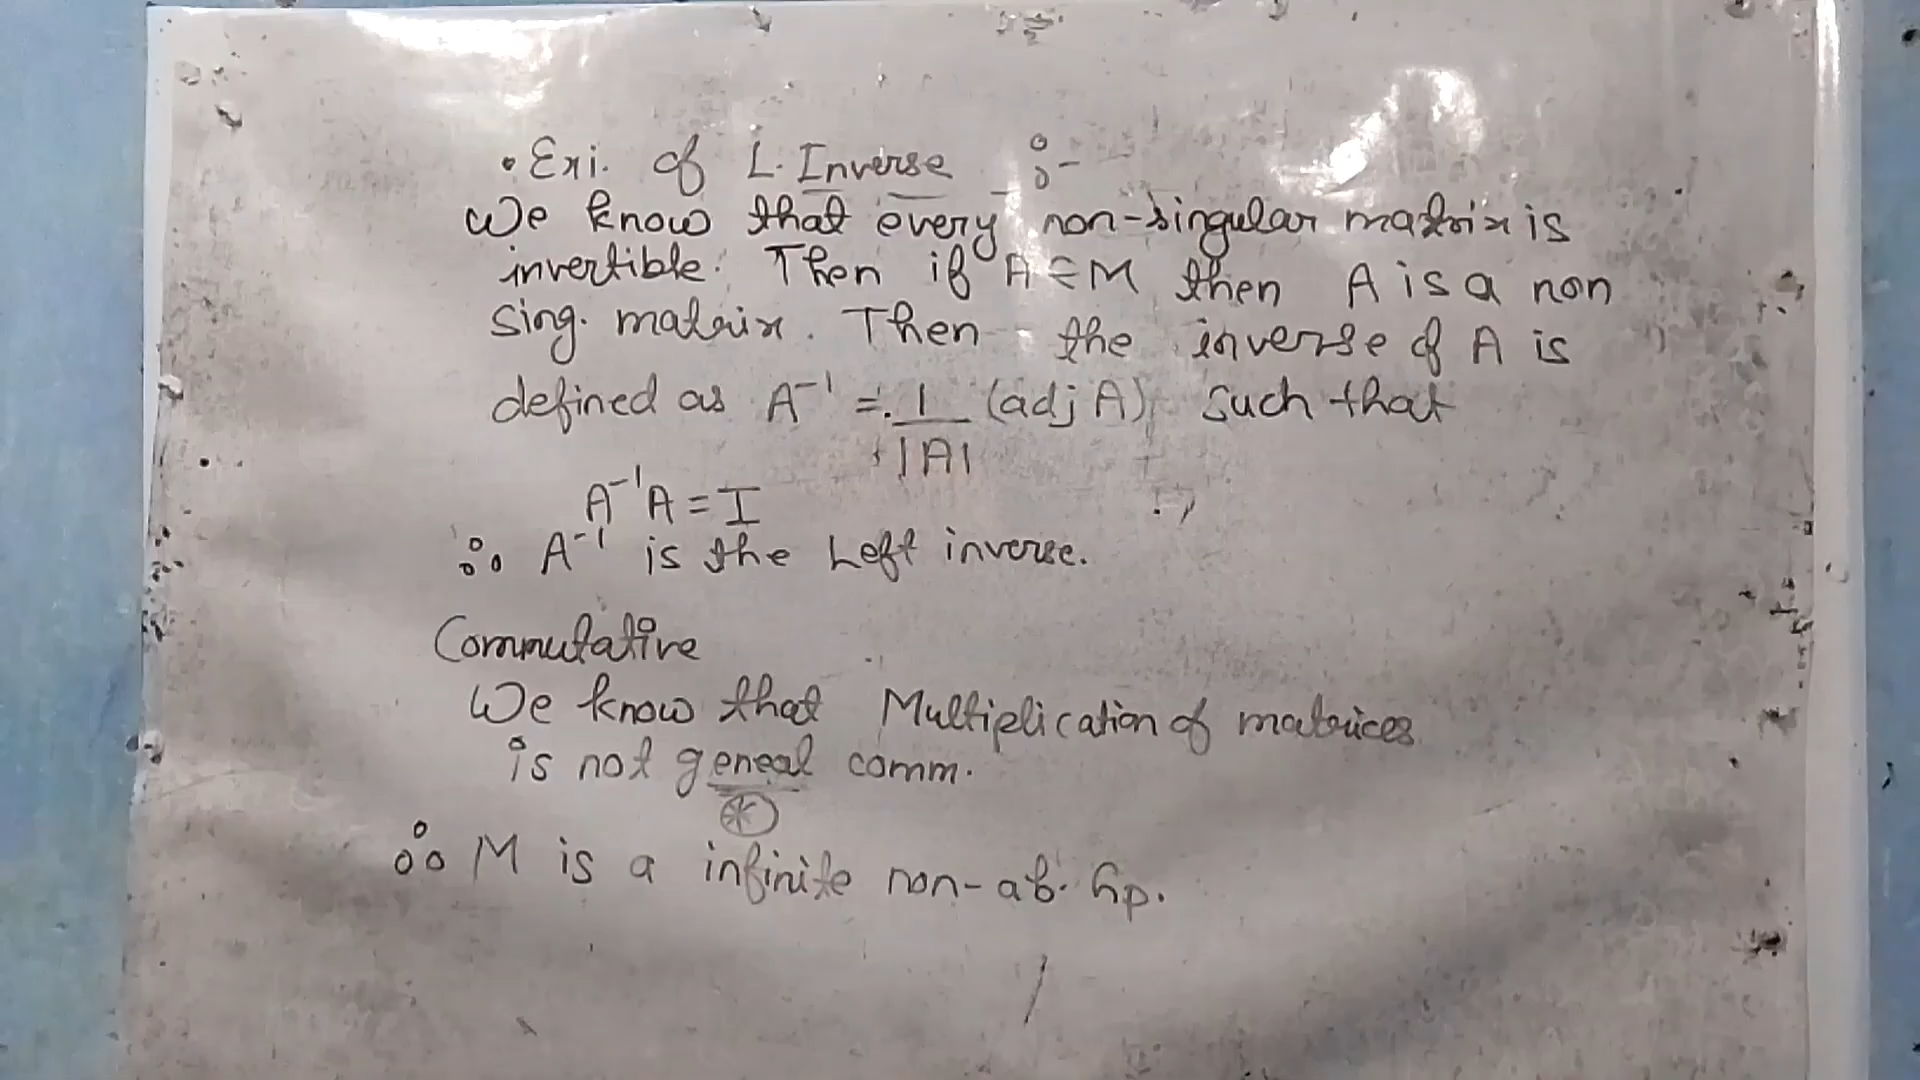 • Exi. of L. Inverse :-
We know that every non-singular matrix is
invertible. Then if A ∈ M then A is a non
sing. matrix. Then the inverse of A is
defined as A⁻¹ = 1/|A| (adj A) such that
A⁻¹A = I
∴ A⁻¹ is the Left inverse.
Commutative
We know that Multiplication of matrices
is not geneal comm.
∴ M is a infinite non-ab. Gp.